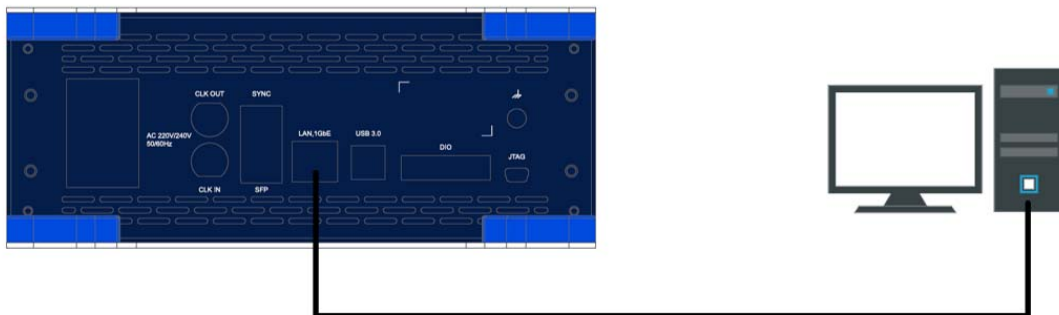 CLK OUT
SYNC
AC 220V/240V
50/60Hz
LAN,1GbE
USB 3.0
DIO
JTAG
CLK IN
SFP